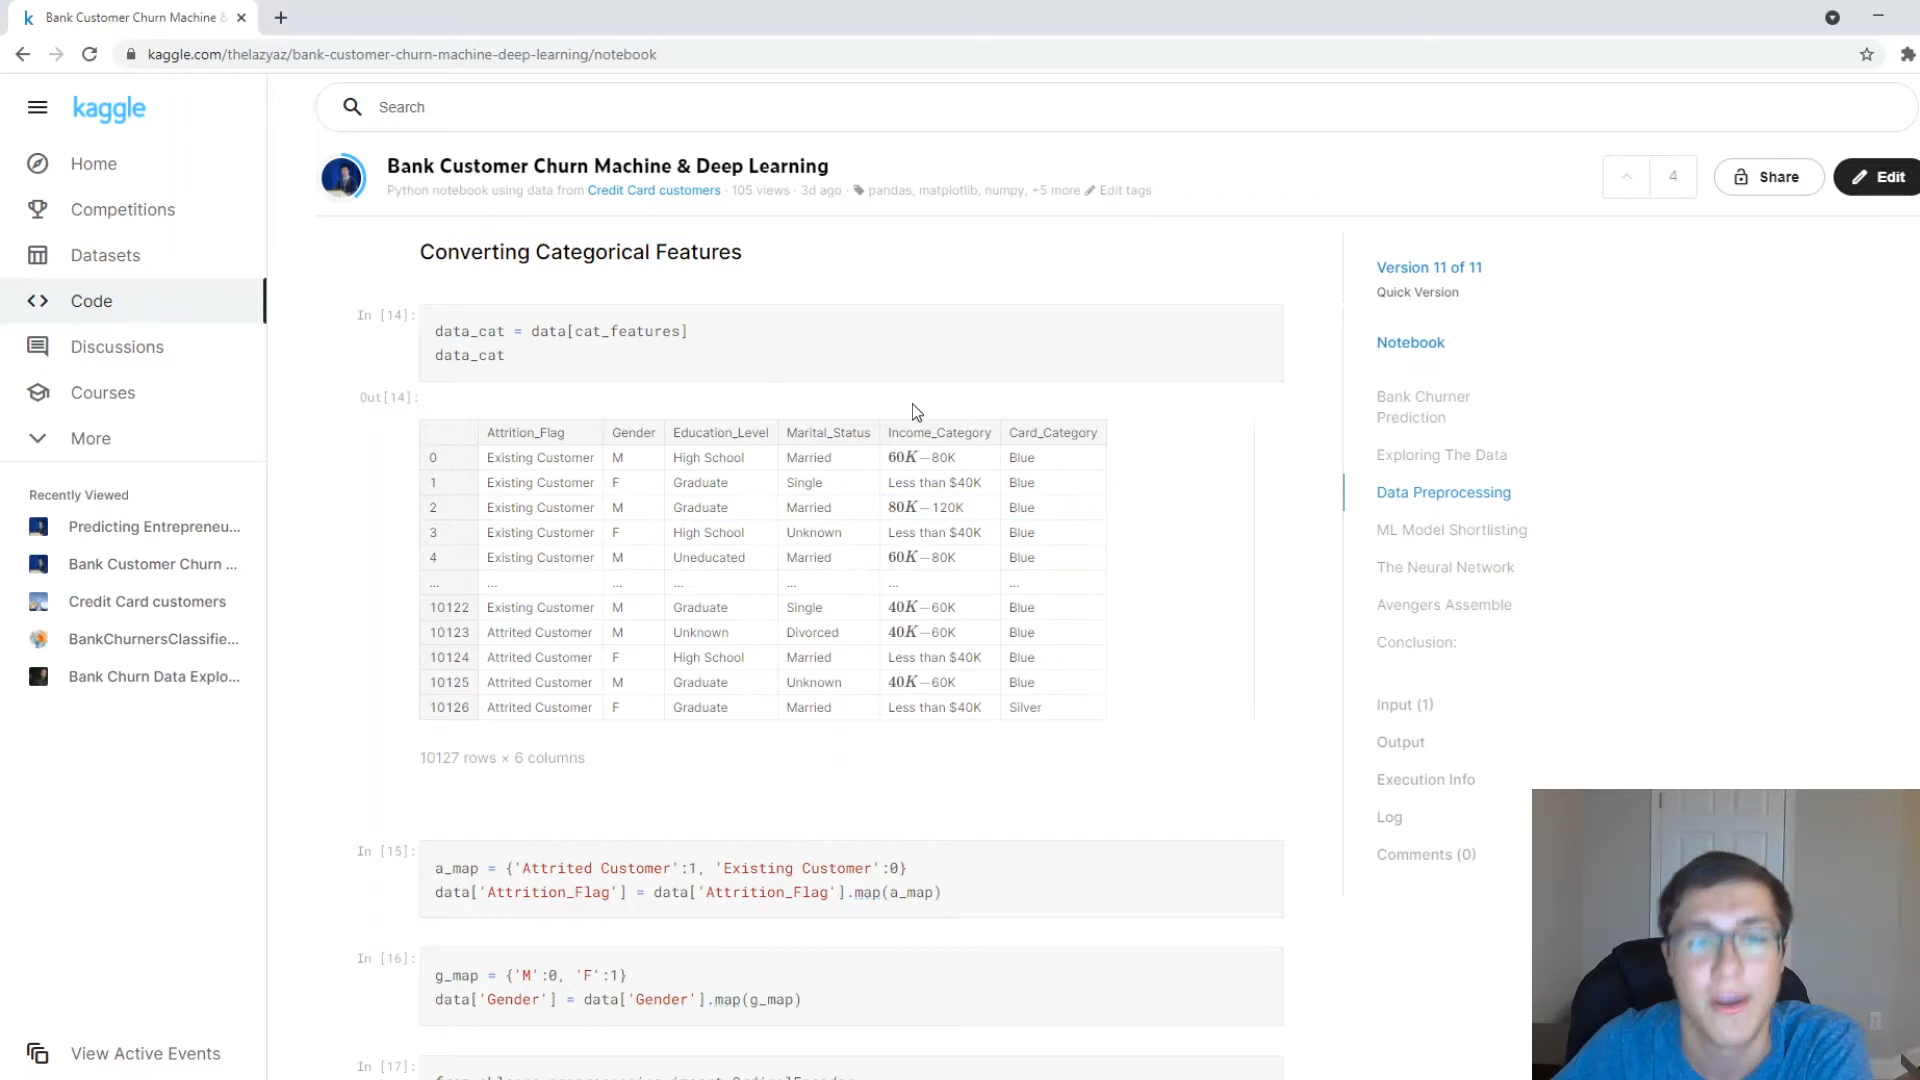 Bank Customer Churn Machine &
kaggle.com/thelazyaz/bank-customer-churn-machine-deep-learning/notebook
kaggle
Search
Home
Competitions
Datasets
Code
Discussions
Courses
More
Recently Viewed
Predicting Entrepreneu...
Bank Customer Churn ...
Credit Card customers
BankChurnersClassifie...
Bank Churn Data Explo...
View Active Events
Bank Customer Churn Machine & Deep Learning
Python notebook using data from Credit Card customers · 105 views · 3d ago · pandas, matplotlib, numpy, +5 more Edit tags
4
Share
Edit
Converting Categorical Features
In [14]:
data_cat = data[cat_features]
data_cat
Out[14]:
Attrition_Flag Gender Education_Level Marital_Status Income_Category Card_Category
0 Existing Customer M High School Married 60K−80K Blue
1 Existing Customer F Graduate Single Less than $40K Blue
2 Existing Customer M Graduate Married 80K−120K Blue
3 Existing Customer F High School Unknown Less than $40K Blue
4 Existing Customer M Uneducated Married 60K−80K Blue
... ... ... ... ... ... ...
10122 Existing Customer M Graduate Single 40K−60K Blue
10123 Attrited Customer M Unknown Divorced 40K−60K Blue
10124 Attrited Customer F High School Married Less than $40K Blue
10125 Attrited Customer M Graduate Unknown 40K−60K Blue
10126 Attrited Customer F Graduate Married Less than $40K Silver
10127 rows × 6 columns
In [15]:
a_map = {'Attrited Customer':1, 'Existing Customer':0}
data['Attrition_Flag'] = data['Attrition_Flag'].map(a_map)
In [16]:
g_map = {'M':0, 'F':1}
data['Gender'] = data['Gender'].map(g_map)
In [17]:
Version 11 of 11
Quick Version
Notebook
Bank Churner
Prediction
Exploring The Data
Data Preprocessing
ML Model Shortlisting
The Neural Network
Avengers Assemble
Conclusion:
Input (1)
Output
Execution Info
Log
Comments (0)